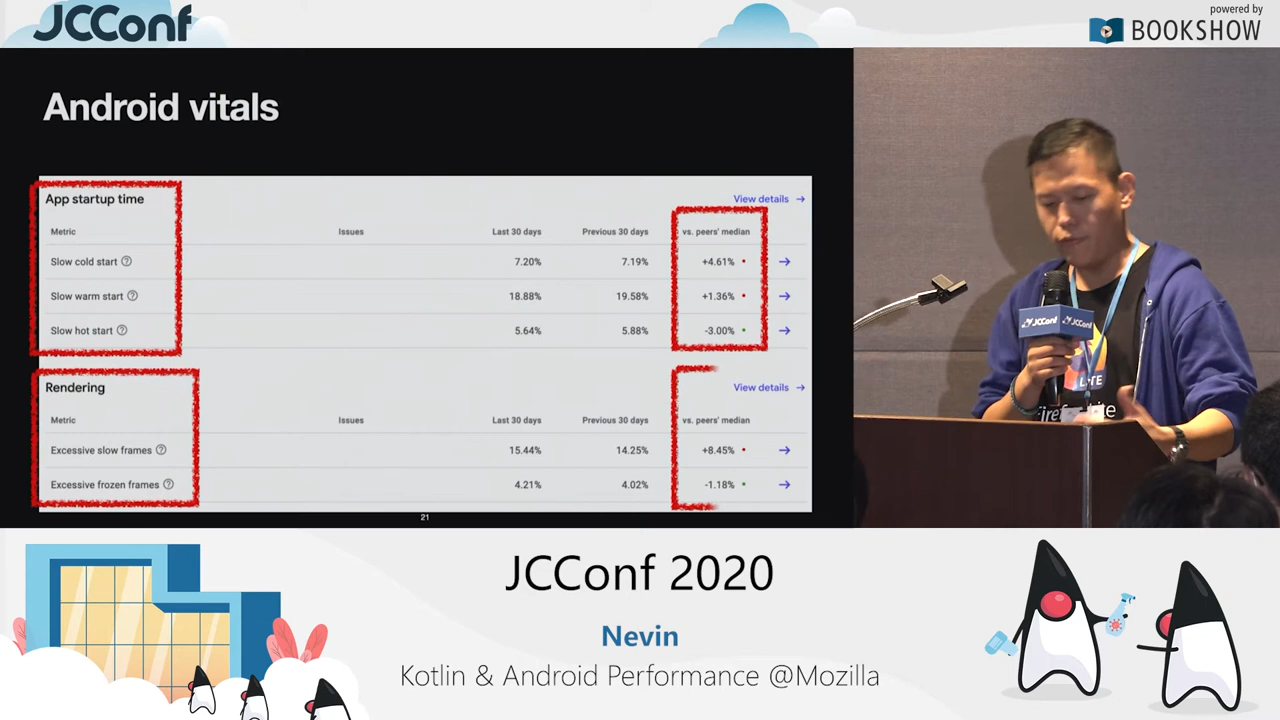 JCConf
powered by
BOOKSHOW
Android vitals
App startup time
View details →
Metric Issues Last 30 days Previous 30 days vs. peers' median
Slow cold start ? 7.20% 7.19% +4.61% →
Slow warm start ? 18.88% 19.58% +1.36% →
Slow hot start ? 5.64% 5.88% -3.00% →
Rendering
View details →
Metric Issues Last 30 days Previous 30 days vs. peers' median
Excessive slow frames ? 15.44% 14.25% +8.45% →
Excessive frozen frames ? 4.21% 4.02% -1.18% →
21
JCConf JCConf
JCConf 2020
Nevin
Kotlin & Android Performance @Mozilla